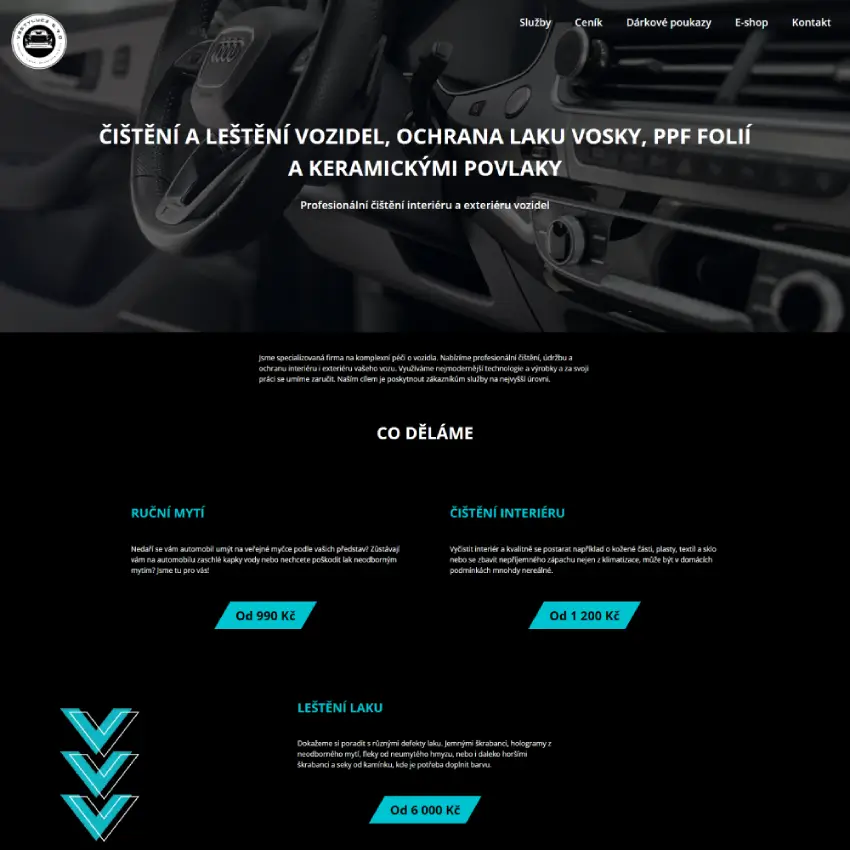 Služby Ceník Dárkové poukazy E-shop Kontakt
ČIŠTĚNÍ A LEŠTĚNÍ VOZIDEL, OCHRANA LAKU VOSKY, PPF FOLIÍ
A KERAMICKÝMI POVLAKY
Profesionální čištění interiéru a exteriéru vozidel
Jsme specializovaná firma na komplexní péči o vozidla. Nabízíme profesionální čištění, údržbu a
ochranu interiéru i exteriéru vašeho vozu. Využíváme nejmodernější technologie a výrobky a za svoji
práci se umíme zaručit. Naším cílem je poskytnout zákazníkům služby na nejvyšší úrovni.
CO DĚLÁME
RUČNÍ MYTÍ
Nedaří se vám automobil umýt na veřejné myčce podle vašich představ? Zůstávají
vám na automobilu zaschlé kapky vody nebo nechcete poškodit lak neodborným
mytím? Jsme tu pro vás!
Od 990 Kč
ČIŠTĚNÍ INTERIÉRU
Vyčistit interiér a kvalitně se postarat například o kožené části, plasty, textil a sklo
nebo se zbavit nepříjemného zápachu nejen z klimatizace, může být v domácích
podmínkách mnohdy nereálné.
Od 1 200 Kč
LEŠTĚNÍ LAKU
Dokažeme si poradit s různými defekty laku. Jemnými škrabanci, hologramy z
neodborného mytí, fleky od neumytého hmyzu, nebo i daleko horšími
škrabanci a seky od kamínku, kde je potřeba doplnit barvu.
Od 6 000 Kč